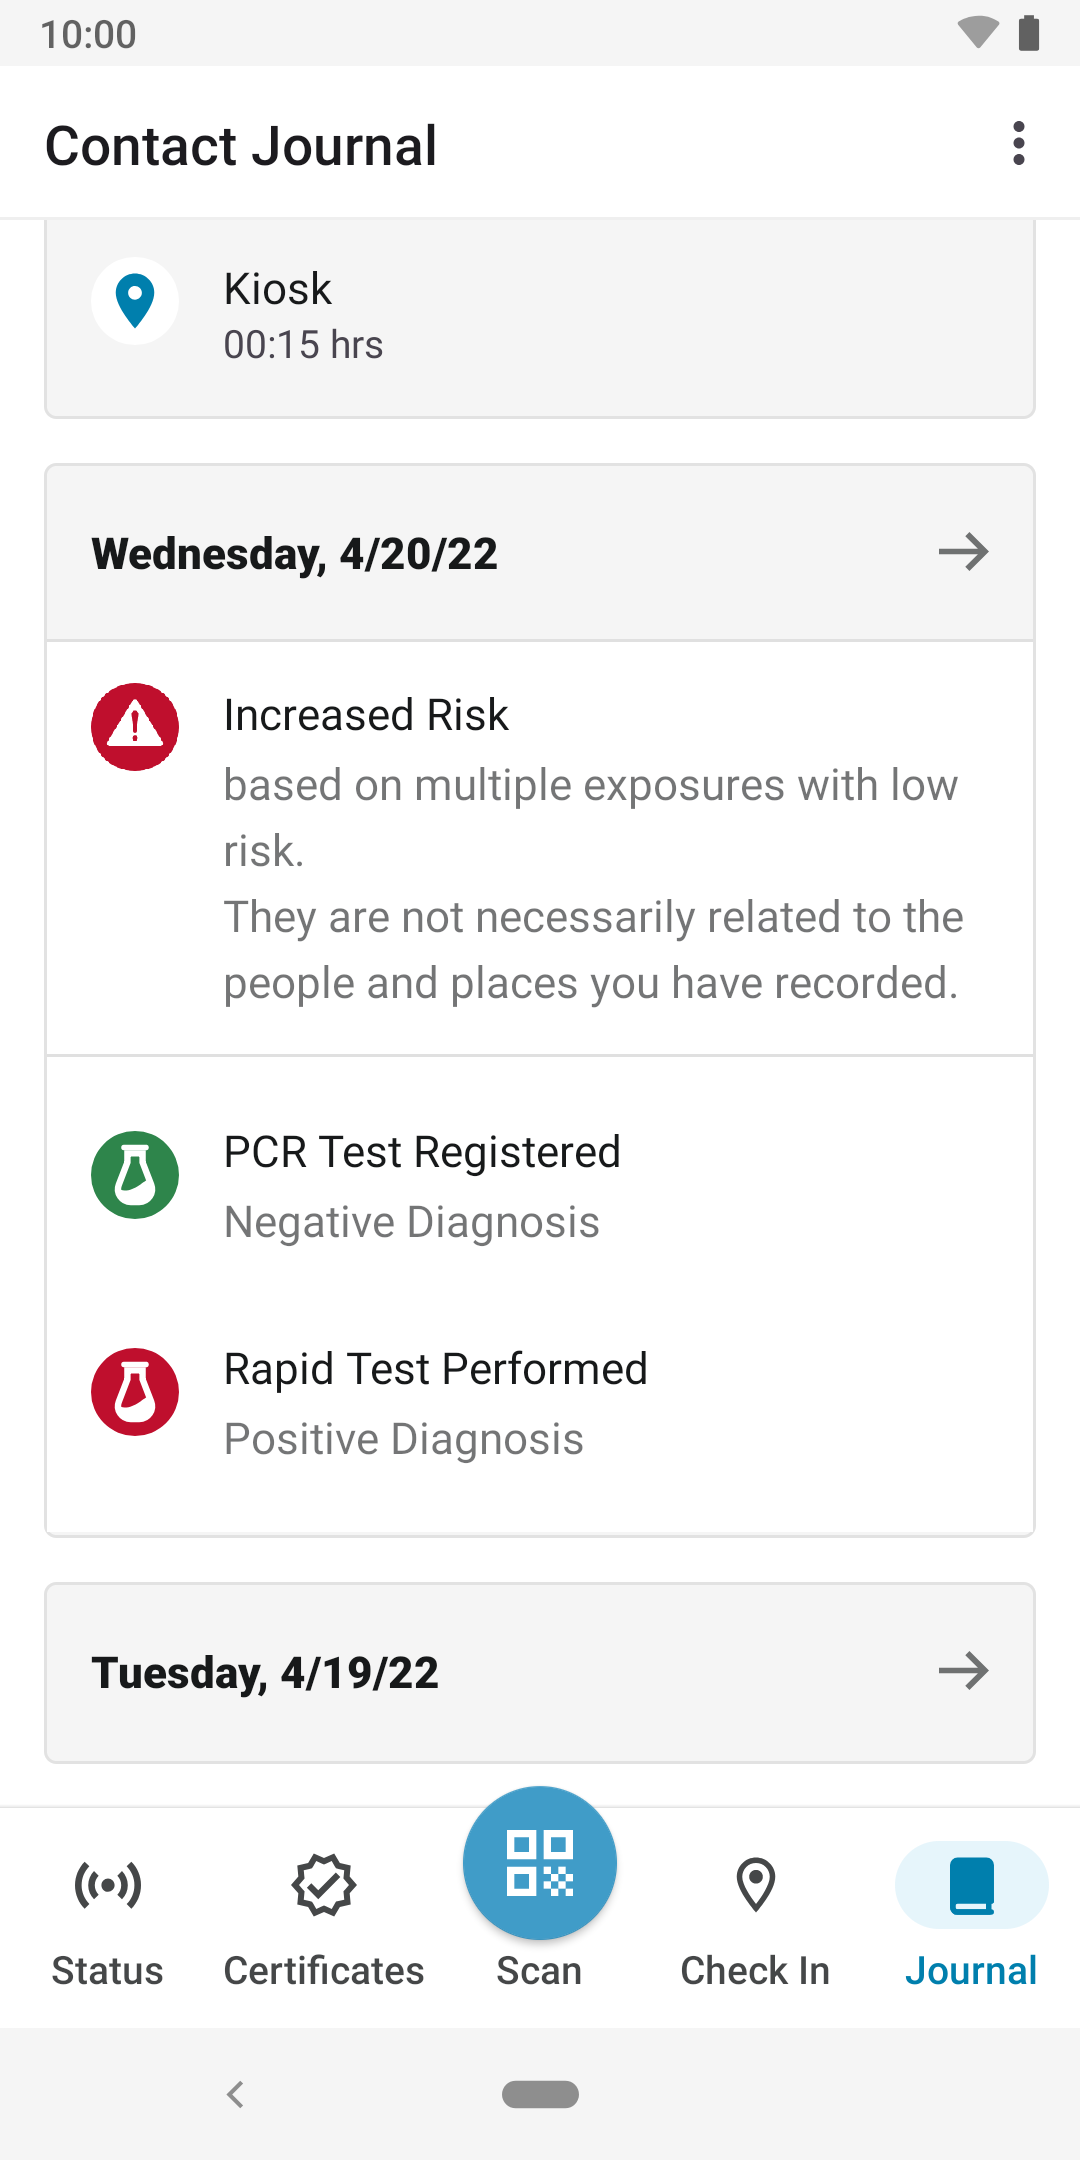 10:00
Contact Journal
Kiosk
00:15 hrs
Wednesday, 4/20/22
Increased Risk
based on multiple exposures with low
risk.
They are not necessarily related to the
people and places you have recorded.
PCR Test Registered
Negative Diagnosis
Rapid Test Performed
Positive Diagnosis
Tuesday, 4/19/22
Status
Certificates
Scan
Check In
Journal